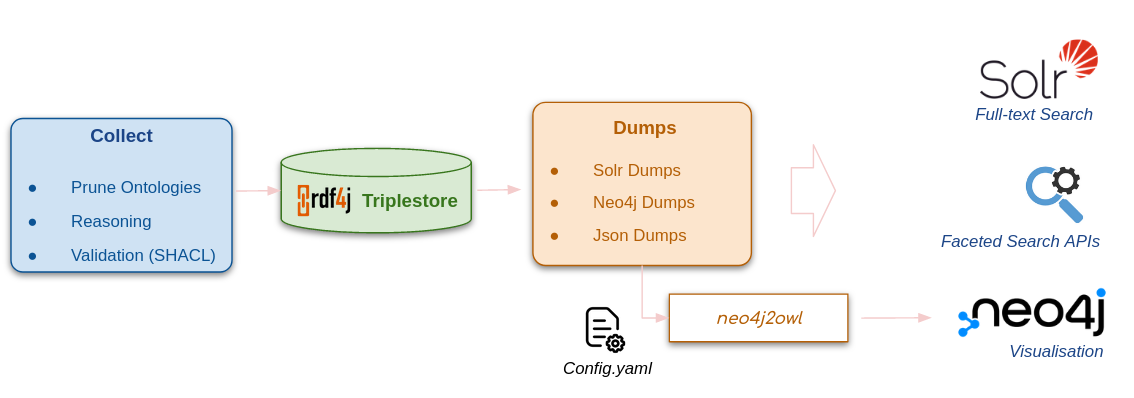 Collect
Prune Ontologies
Reasoning
Validation (SHACL)
rdf4j Triplestore
Dumps
Solr Dumps
Neo4j Dumps
Json Dumps
Config.yaml
neo4j2owl
Solr
Full-text Search
Faceted Search APIs
neo4j
Visualisation